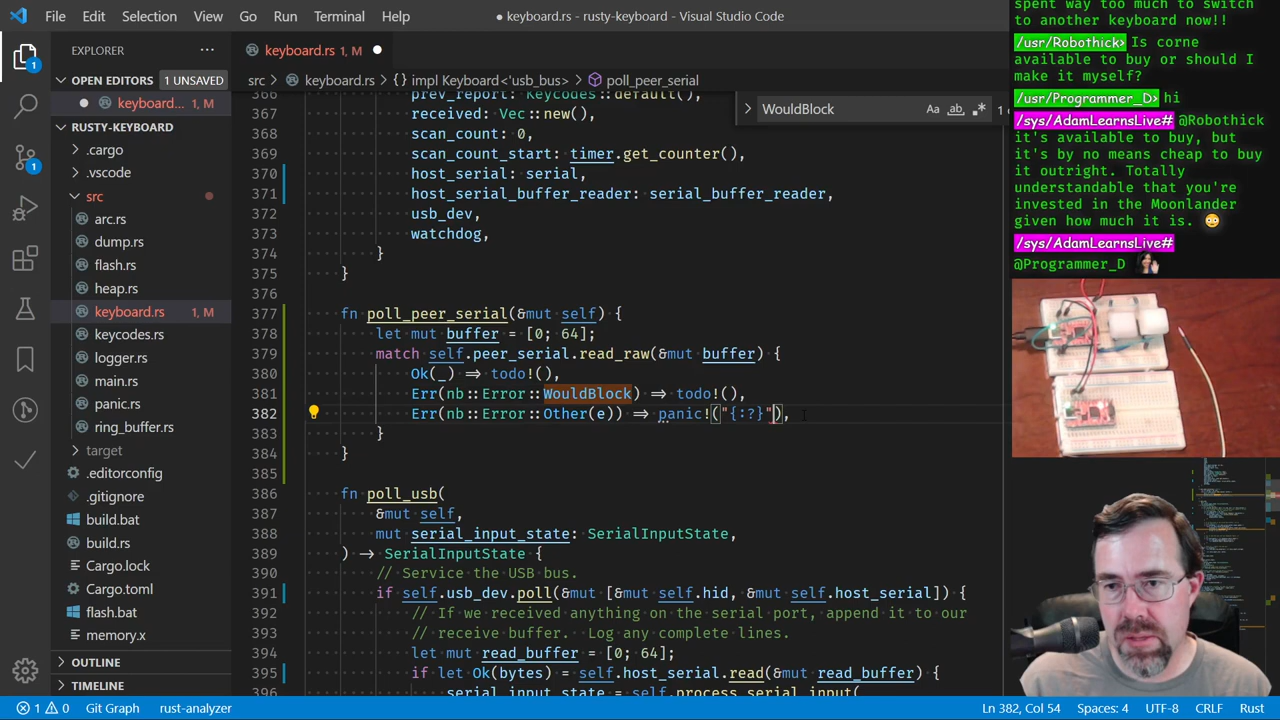 File Edit Selection View Go Run Terminal Help
● keyboard.rs - rusty-keyboard - Visual Studio Code
EXPLORER
OPEN EDITORS 1 UNSAVED
keyboard... 1, M
RUSTY-KEYBOARD
.cargo
.vscode
src
arc.rs
dump.rs
flash.rs
heap.rs
keyboard.rs 1, M
keycodes.rs
logger.rs
main.rs
panic.rs
ring_buffer.rs
target
.editorconfig
.gitignore
build.bat
build.rs
Cargo.lock
Cargo.toml
flash.bat
memory.x
OUTLINE
TIMELINE
keyboard.rs 1, M ●
src > keyboard.rs > {} impl Keyboard<'usb_bus> > poll_peer_serial
WouldBlock
366 prev_report: Keycodes::default(),
367 received: Vec::new(),
368 scan_count: 0,
369 scan_count_start: timer.get_counter(),
370 host_serial: serial,
371 host_serial_buffer_reader: serial_buffer_reader,
372 usb_dev,
373 watchdog,
374 }
375 }
376
377 fn poll_peer_serial(&mut self) {
378 let mut buffer = [0; 64];
379 match self.peer_serial.read_raw(&mut buffer) {
380 Ok(_) => todo!(),
381 Err(nb::Error::WouldBlock) => todo!(),
382 Err(nb::Error::Other(e)) => panic!("{:?}"),
383 }
384 }
385
386 fn poll_usb(
387 &mut self,
388 mut serial_input_state: SerialInputState,
389 ) -> SerialInputState {
390 // Service the USB bus.
391 if self.usb_dev.poll(&mut [&mut self.hid, &mut self.host_serial]) {
392 // If we received anything on the serial port, append it to our
393 // receive buffer. Log any complete lines.
394 let mut read_buffer = [0; 64];
395 if let Ok(bytes) = self.host_serial.read(&mut read_buffer) {
396 serial_input_state = self.process_serial_input(
1 0 Git Graph rust-analyzer
Ln 382, Col 54 Spaces: 4 UTF-8 CRLF Rust
spent way too much to switch
to another keyboard now!!
/usr/Robothick> Is corne
available to buy or should I
make it myself?
/usr/Programmer_D> hi
/sys/AdamLearnsLive# @Robothick
it's available to buy, but
it's by no means cheap to buy
it outright. Totally
understandable that you're
invested in the Moonlander
given how much it is.
/sys/AdamLearnsLive#
@Programmer_D